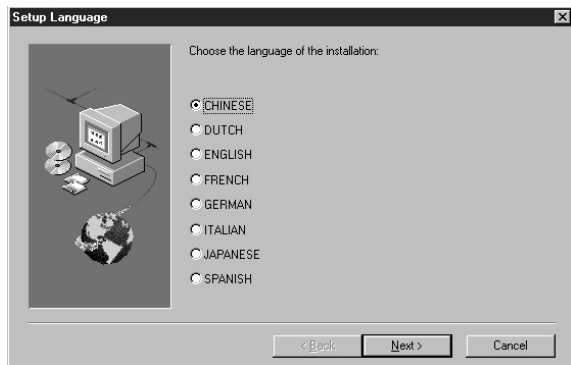 Setup Language
Choose the language of the installation:
CHINESE
DUTCH
ENGLISH
FRENCH
GERMAN
ITALIAN
JAPANESE
SPANISH
< Back Next > Cancel